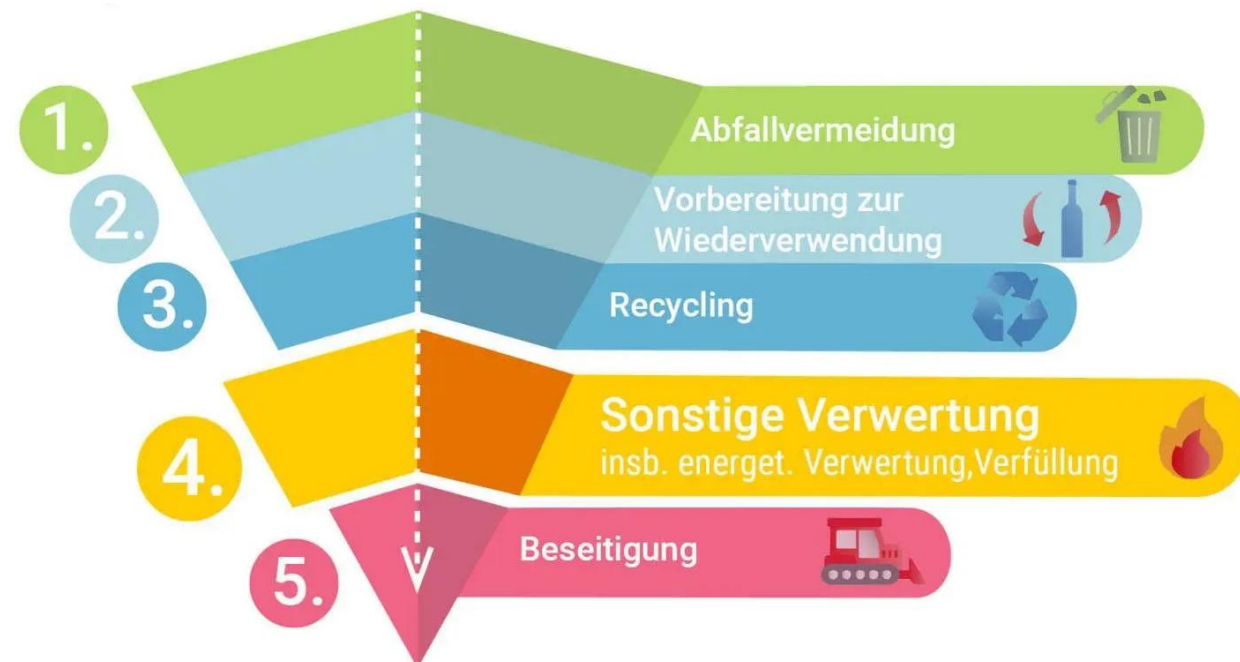 1.
Abfallvermeidung
2.
Vorbereitung zur
Wiederverwendung
3.
Recycling
4.
Sonstige Verwertung
insb. energet. Verwertung,Verfüllung
5.
Beseitigung